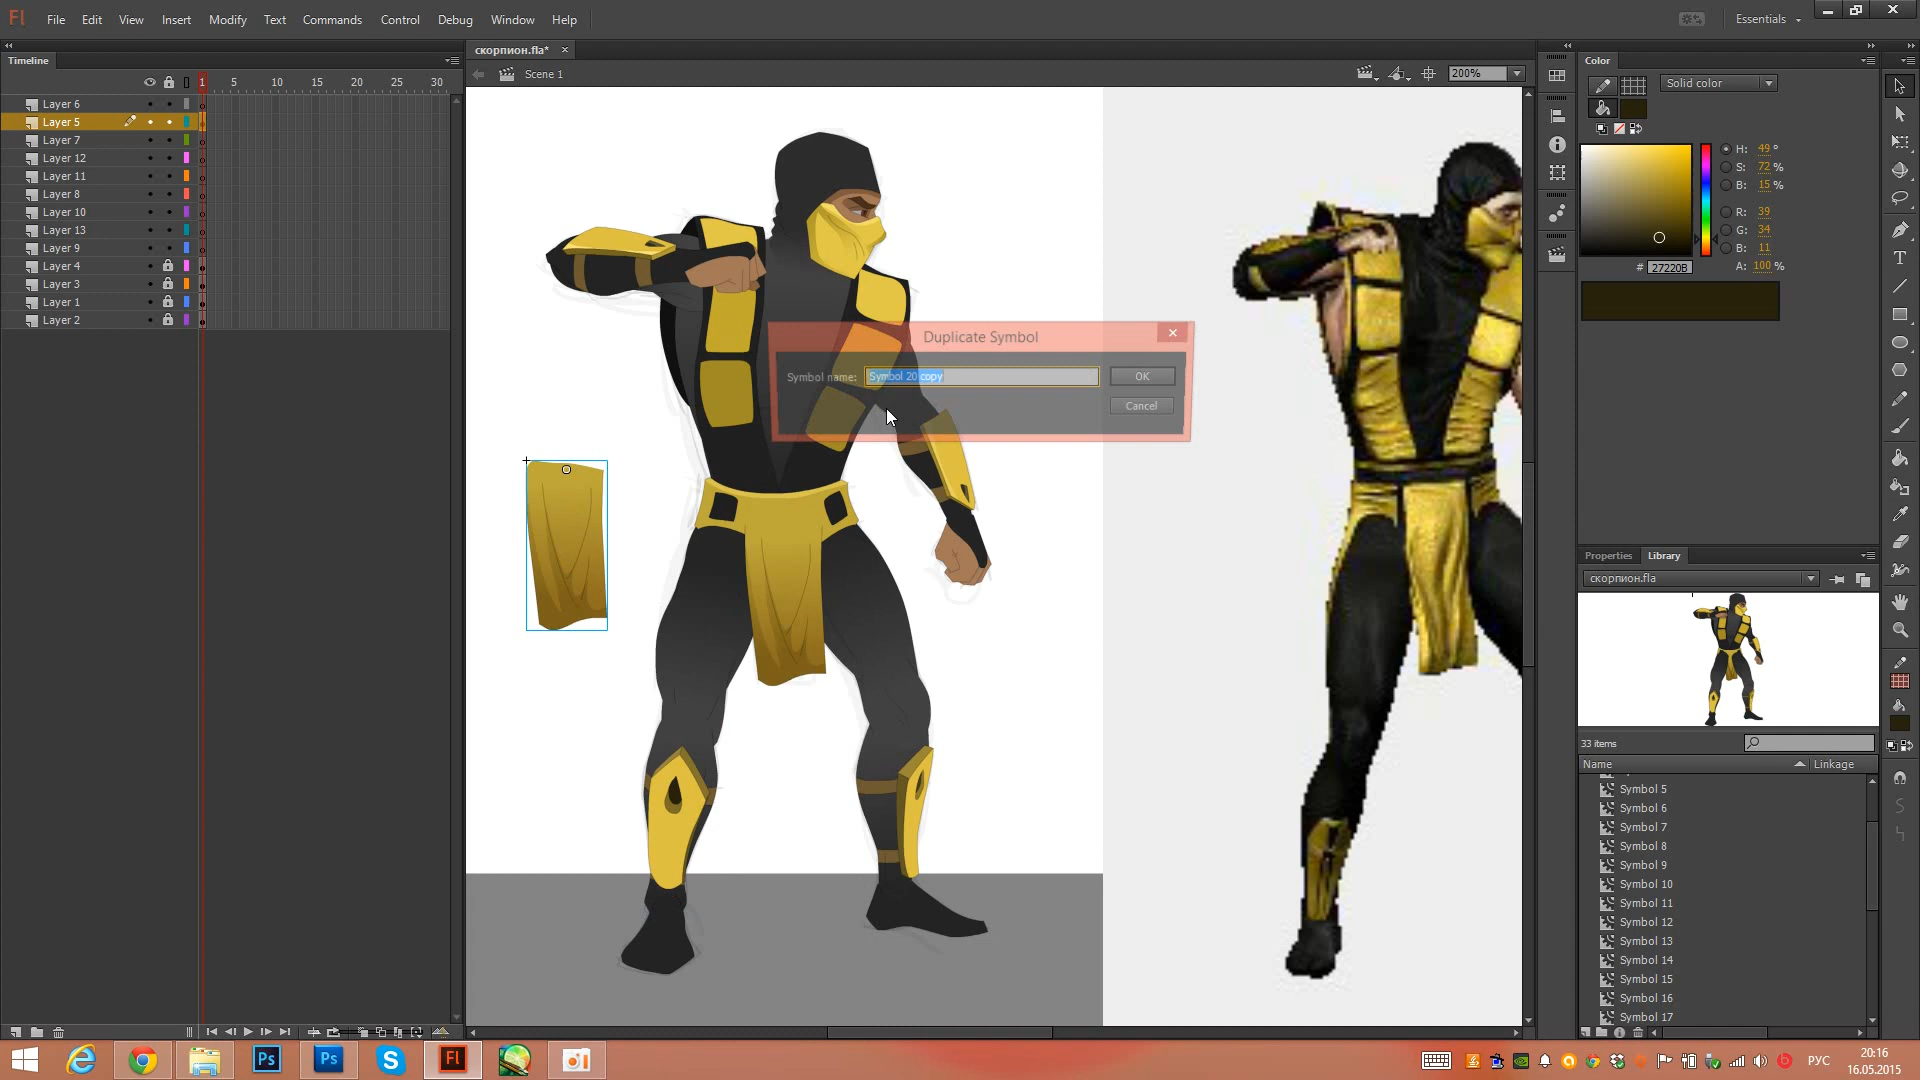 Fl File Edit View Insert Modify Text Commands Control Debug Window Help Essentials
Timeline
скорпион.fla* ×
Scene 1 200%
1 5 10 15 20 25 30
Layer 6
Layer 5
Layer 7
Layer 12
Layer 11
Layer 8
Layer 10
Layer 13
Layer 9
Layer 4
Layer 3
Layer 1
Layer 2
Duplicate Symbol
Symbol name: Symbol 20 copy OK
Cancel
Color
Solid color
H: 49 °
S: 72 %
B: 15 %
R: 39
G: 34
B: 11
# 27220B A: 100 %
Properties Library
скорпион.fla
33 items
Name Linkage
Symbol 5
Symbol 6
Symbol 7
Symbol 8
Symbol 9
Symbol 10
Symbol 11
Symbol 12
Symbol 13
Symbol 14
Symbol 15
Symbol 16
Symbol 17
Ps Ps Fl
РУС 20:16
16.05.2015